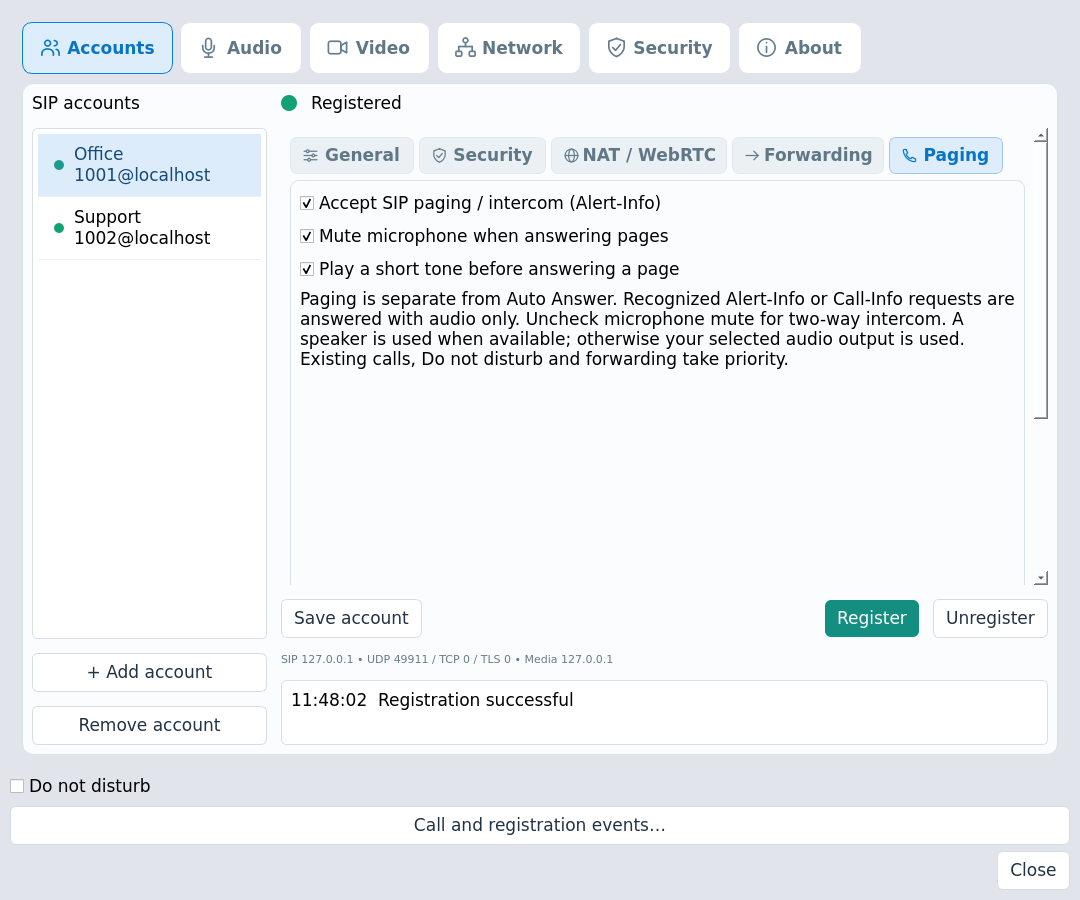 Accounts
Audio
Video
Network
Security
About
SIP accounts
Registered
Office
1001@localhost
Support
1002@localhost
General
Security
NAT / WebRTC
Forwarding
Paging
Accept SIP paging / intercom (Alert-Info)
Mute microphone when answering pages
Play a short tone before answering a page
Paging is separate from Auto Answer. Recognized Alert-Info or Call-Info requests are
answered with audio only. Uncheck microphone mute for two-way intercom. A
speaker is used when available; otherwise your selected audio output is used.
Existing calls, Do not disturb and forwarding take priority.
Save account
Register
Unregister
SIP 127.0.0.1 • UDP 49911 / TCP 0 / TLS 0 • Media 127.0.0.1
+ Add account
Remove account
11:48:02  Registration successful
Do not disturb
Call and registration events…
Close